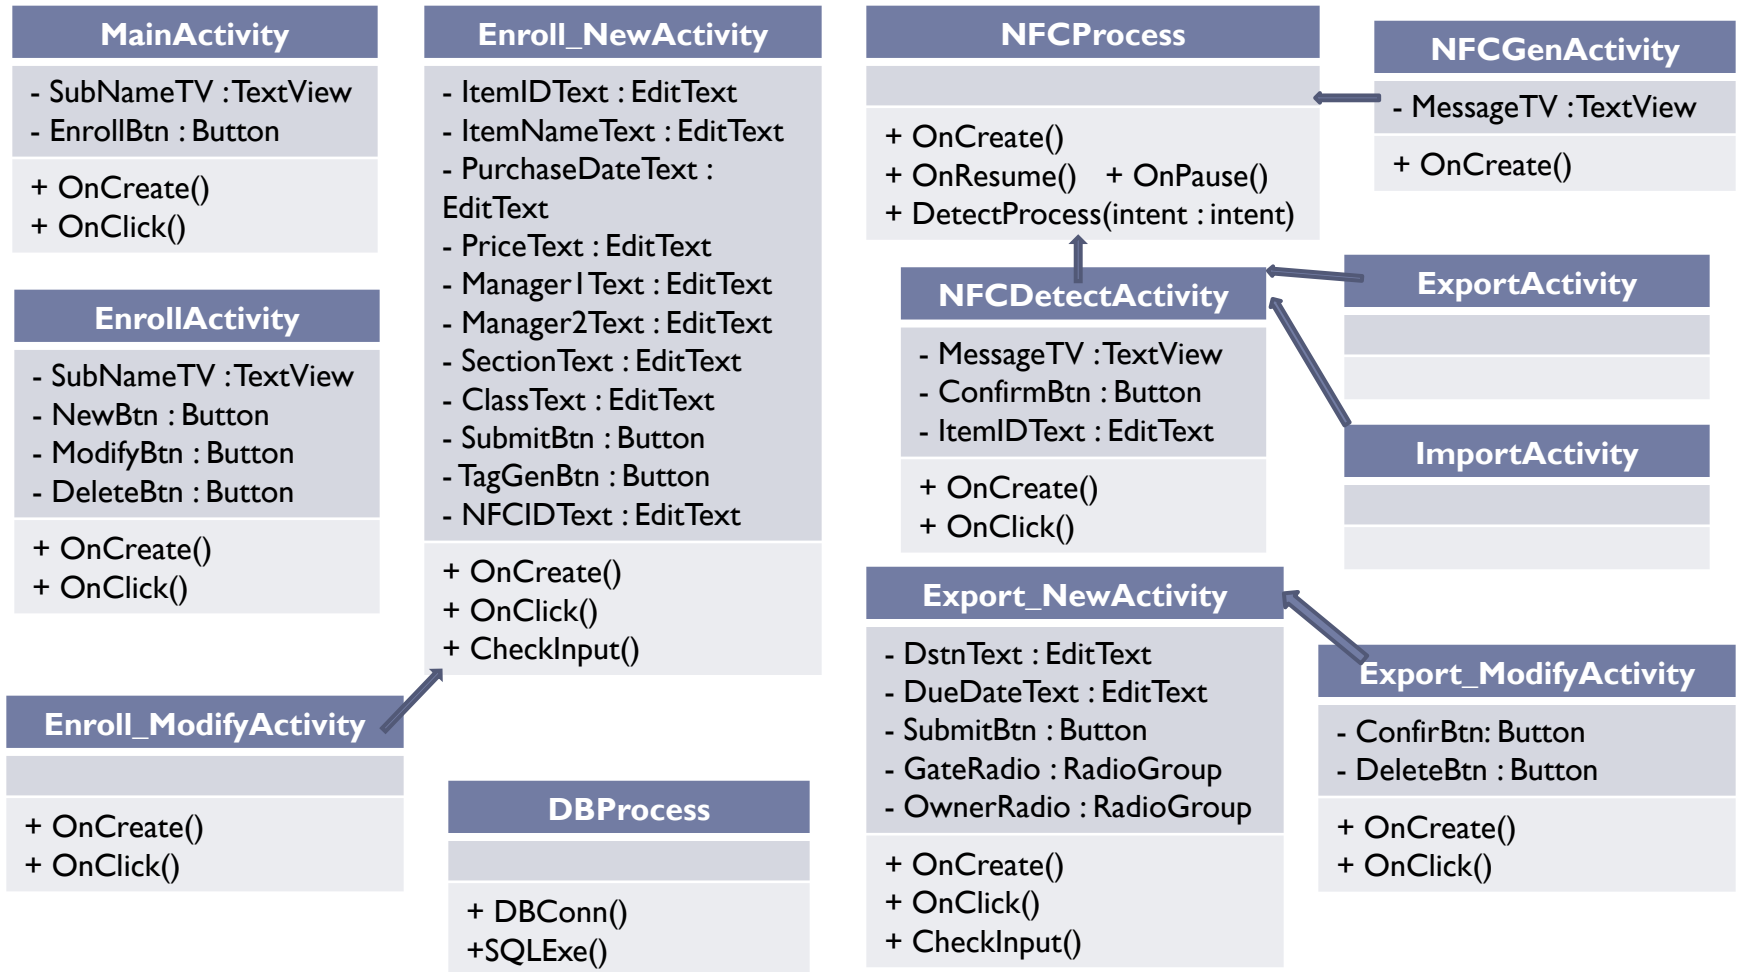 MainActivity
- SubNameTV : TextView
- EnrollBtn : Button
+ OnCreate()
+ OnClick()
EnrollActivity
- SubNameTV : TextView
- NewBtn : Button
- ModifyBtn : Button
- DeleteBtn : Button
+ OnCreate()
+ OnClick()
Enroll_ModifyActivity
+ OnCreate()
+ OnClick()
Enroll_NewActivity
- ItemIDText : EditText
- ItemNameText : EditText
- PurchaseDateText :
EditText
- PriceText : EditText
- Manager1Text : EditText
- Manager2Text : EditText
- SectionText : EditText
- ClassText : EditText
- SubmitBtn : Button
- TagGenBtn : Button
- NFCIDText : EditText
+ OnCreate()
+ OnClick()
+ CheckInput()
DBProcess
+ DBConn()
+SQLExe()
NFCProcess
+ OnCreate()
+ OnResume() + OnPause()
+ DetectProcess(intent : intent)
NFCGenActivity
- MessageTV : TextView
+ OnCreate()
NFCDetectActivity
- MessageTV : TextView
- ConfirmBtn : Button
- ItemIDText : EditText
+ OnCreate()
+ OnClick()
ExportActivity
ImportActivity
Export_NewActivity
- DstnText : EditText
- DueDateText : EditText
- SubmitBtn : Button
- GateRadio : RadioGroup
- OwnerRadio : RadioGroup
+ OnCreate()
+ OnClick()
+ CheckInput()
Export_ModifyActivity
- ConfirBtn: Button
- DeleteBtn : Button
+ OnCreate()
+ OnClick()